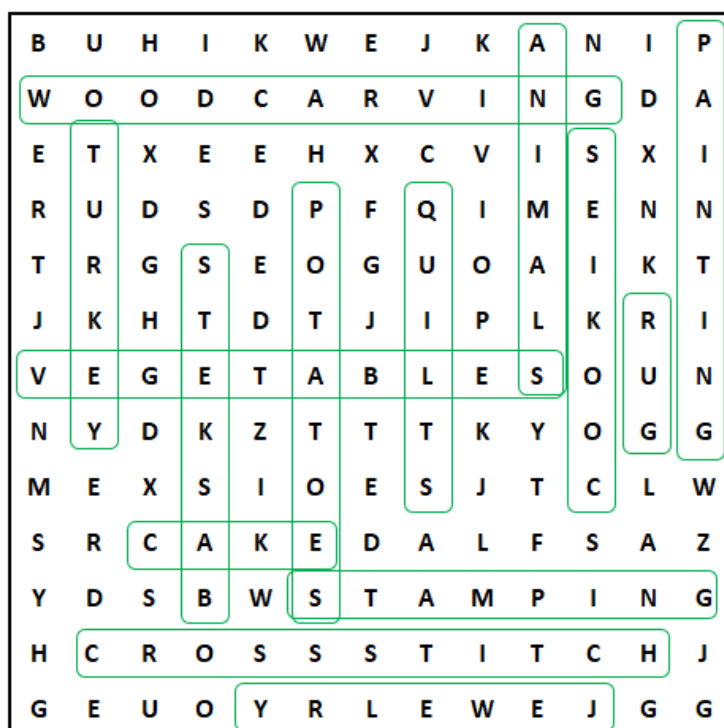 B U H I K W E J K A N I P
W O O D C A R V I N G D A
E T X E E H X C V I S X I
R U D S D P F Q I M E N N
T R G S E O G U O A I K T
J K H T D T J I P L K R I
V E G E T A B L E S O U N
N Y D K Z T T T K Y O G G
M E X S I O E S J T C L W
S R C A K E D A L F S A Z
Y D S B W S T A M P I N G
H C R O S S S T I T C H J
G E U O Y R L E W E J G G